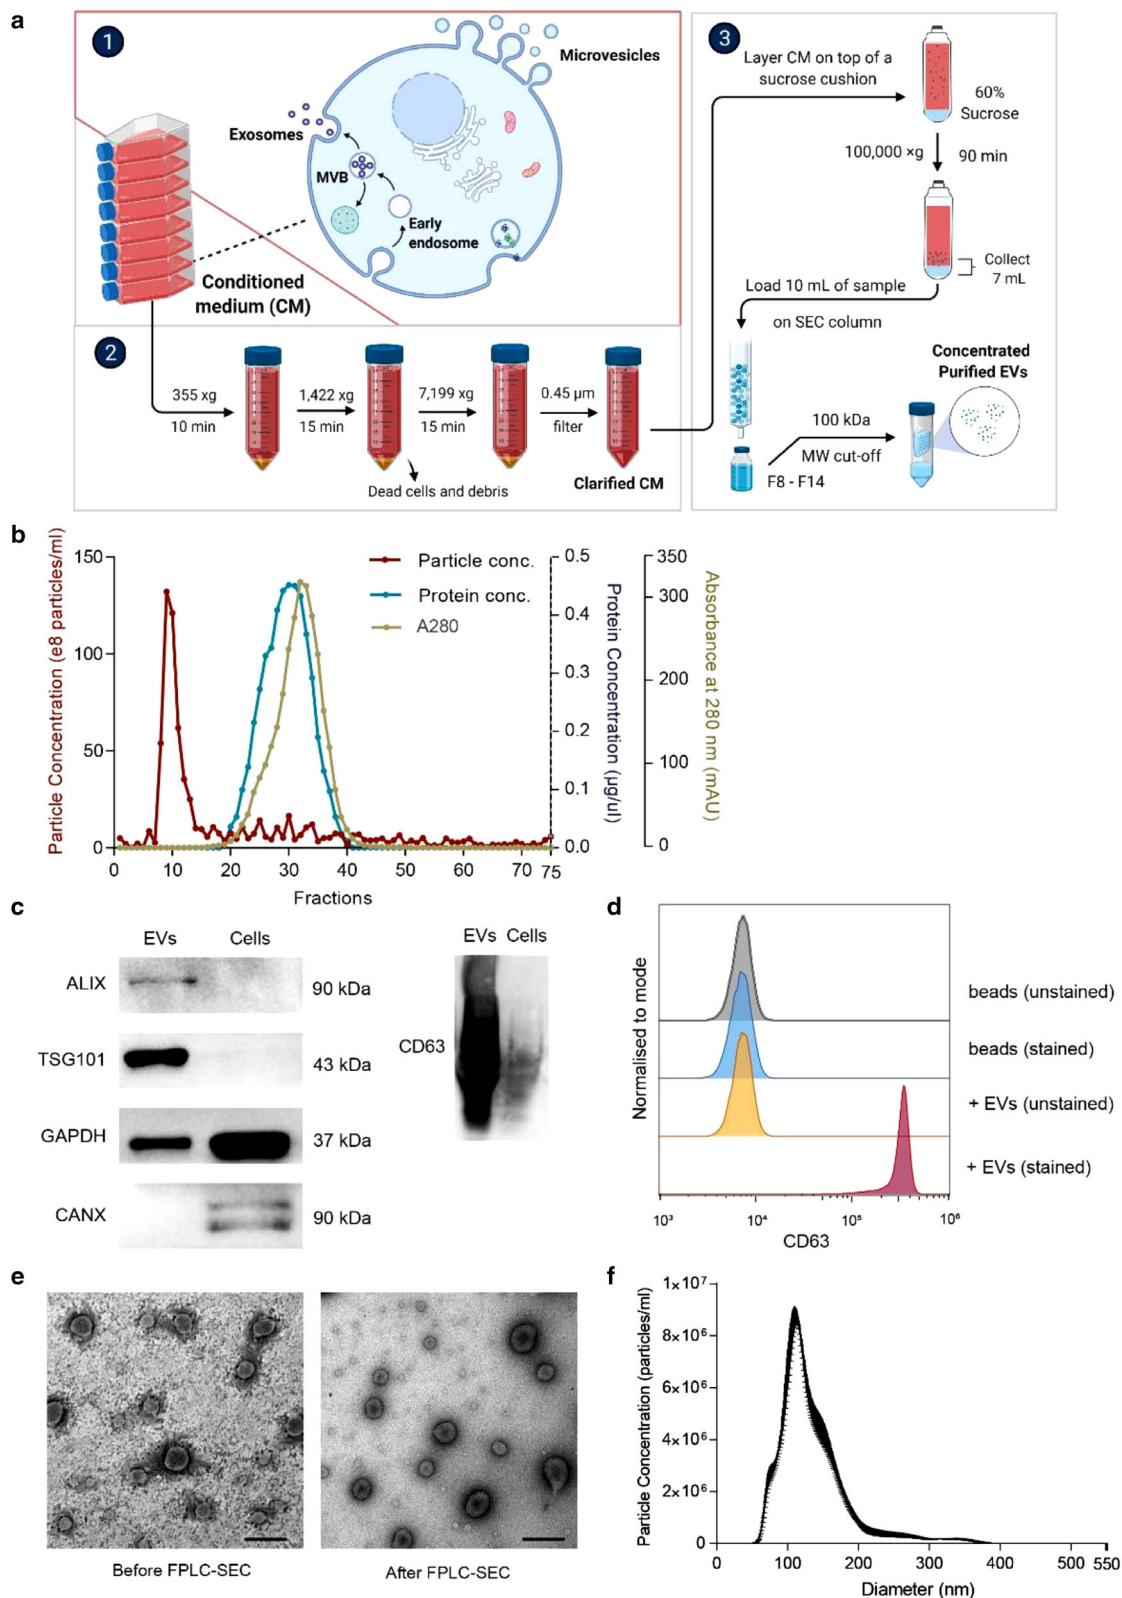 a
1
Microvesicles
Exosomes
MVB
Early
endosome
Conditioned
medium (CM)
2
355 xg
10 min
1,422 xg
15 min
7,199 xg
15 min
0.45 µm
filter
Dead cells and debris
Clarified CM
3
Layer CM on top of a
sucrose cushion
60%
Sucrose
100,000 ×g
90 min
Collect
7 mL
Load 10 mL of sample
on SEC column
Concentrated
Purified EVs
100 kDa
MW cut-off
F8 - F14
b
Particle Concentration (e8 particles/ml)
150
100
50
0
Particle conc.
Protein conc.
A280
0.5
0.4
0.3
0.2
0.1
0.0
Protein Concentration (µg/ul)
350
300
200
100
0
Absorbance at 280 nm (mAU)
0 10 20 30 40 50 60 70 75
Fractions
c
EVs Cells
ALIX 90 kDa
TSG101 43 kDa
GAPDH 37 kDa
CANX 90 kDa
EVs Cells
CD63
d
Normalised to mode
beads (unstained)
beads (stained)
+ EVs (unstained)
+ EVs (stained)
10³ 10⁴ 10⁵ 10⁶
CD63
e
Before FPLC-SEC
After FPLC-SEC
f
Particle Concentration (particles/ml)
1×10⁷
8×10⁶
6×10⁶
4×10⁶
2×10⁶
0
0 100 200 300 400 500 550
Diameter (nm)